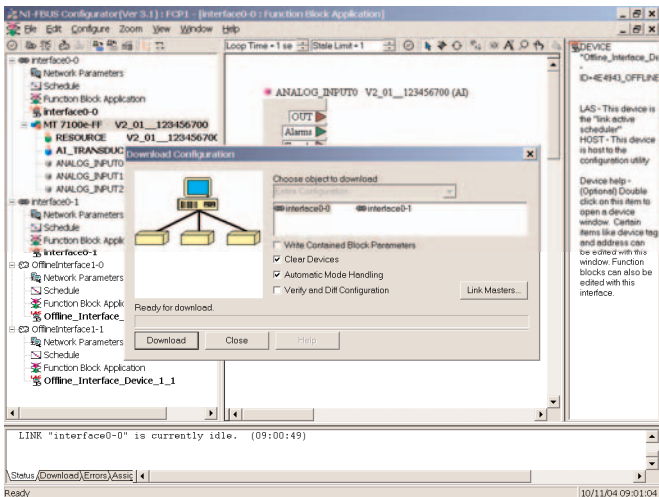 NI-FBUS Configurator(Ver 3.1) : FCP1 - [interface0-0 : Function Block Application]
File Edit Configure Zoom View Window Help
Loop Time = 1 se Stale Limit = 1
interface0-0
Network Parameters
Schedule
Function Block Application
interface0-0
MT 7100e-FF V2_01__123456700
RESOURCE V2_01__12345670
AI_TRANSDUC
ANALOG_INPUT0
ANALOG_INPUT1
ANALOG_INPUT2
interface0-1
Network Parameters
Schedule
Function Block Application
interface0-1
OfflineInterface1-0
Network Parameters
Schedule
Function Block Applic
Offline_Interface_
OfflineInterface1-1
Network Parameters
Schedule
Function Block Application
Offline_Interface_Device_1_1
ANALOG_INPUT0 V2_01__123456700 (AI)
OUT
Alarms
Download Configuration
Choose object to download
Entire Configuration
interface0-0 interface0-1
Write Contained Block Parameters
Clear Devices
Automatic Mode Handling
Verify and Diff Configuration
Link Masters...
Ready for download.
Download Close Help
DEVICE
"Offline_Interface_De
-
ID=4E4943_OFFLINE
LAS - This device is
the "link active
scheduler"
HOST - This device
is host to the
configuration utility
Device help -
(Optional) Double
click on this item to
open a device
window. Certain
items like device tag
and address can
be edited with this
window. Function
blocks can also be
edited with this
interface.
LINK "interface0-0" is currently idle. (09:00:49)
Status Download Errors Assig
Ready 10/11/04 09:01:04